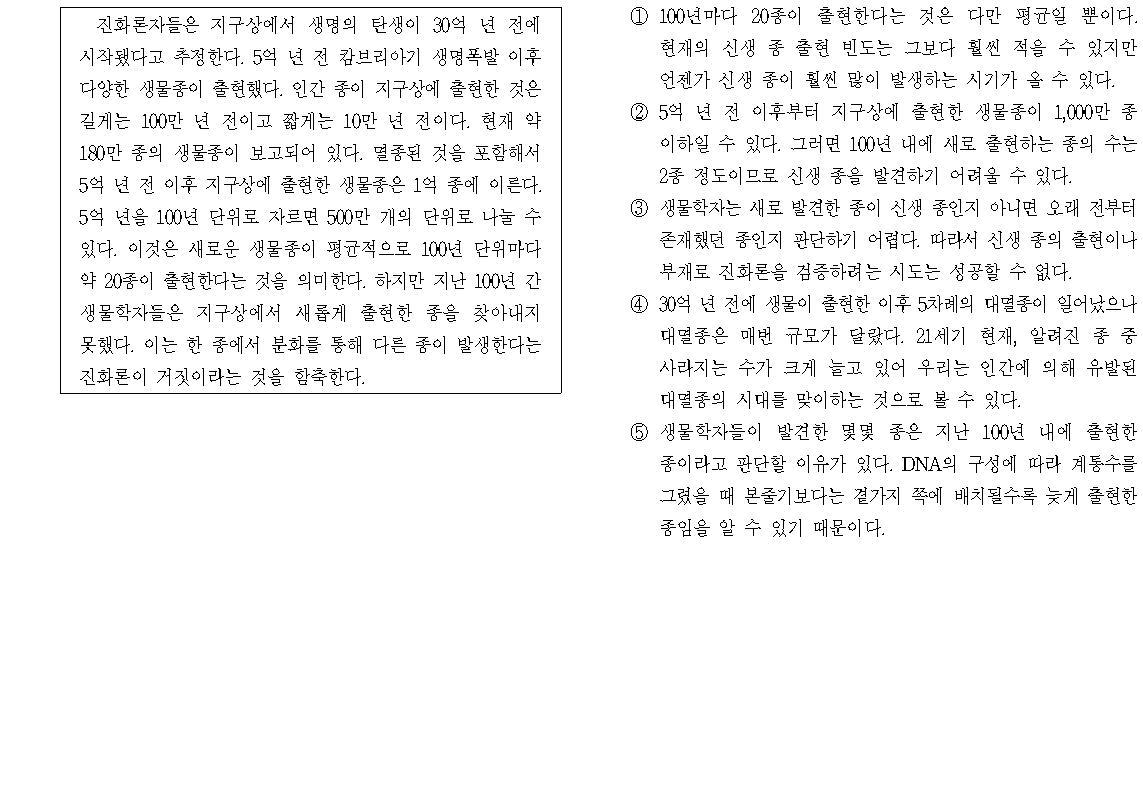 진화론자들은 지구상에서 생명의 탄생이 30억 년 전에
시작됐다고 추정한다. 5억 년 전 캄브리아기 생명폭발 이후
다양한 생물종이 출현했다. 인간 종이 지구상에 출현한 것은
길게는 100만 년 전이고 짧게는 10만 년 전이다. 현재 약
180만 종의 생물종이 보고되어 있다. 멸종된 것을 포함해서
5억 년 전 이후 지구상에 출현한 생물종은 1억 종에 이른다.
5억 년을 100년 단위로 자르면 500만 개의 단위로 나눌 수
있다. 이것은 새로운 생물종이 평균적으로 100년 단위마다
약 20종이 출현한다는 것을 의미한다. 하지만 지난 100년 간
생물학자들은 지구상에서 새롭게 출현한 종을 찾아내지
못했다. 이는 한 종에서 분화를 통해 다른 종이 발생한다는
진화론이 거짓이라는 것을 함축한다.
① 100년마다 20종이 출현한다는 것은 다만 평균일 뿐이다.
현재의 신생 종 출현 빈도는 그보다 훨씬 적을 수 있지만
언젠가 신생 종이 훨씬 많이 발생하는 시기가 올 수 있다.
② 5억 년 전 이후부터 지구상에 출현한 생물종이 1,000만 종
이하일 수 있다. 그러면 100년 내에 새로 출현하는 종의 수는
2종 정도이므로 신생 종을 발견하기 어려울 수 있다.
③ 생물학자는 새로 발견한 종이 신생 종인지 아니면 오래 전부터
존재했던 종인지 판단하기 어렵다. 따라서 신생 종의 출현이나
부재로 진화론을 검증하려는 시도는 성공할 수 없다.
④ 30억 년 전에 생물이 출현한 이후 5차례의 대멸종이 일어났으나
대멸종은 매번 규모가 달랐다. 21세기 현재, 알려진 종 중
사라지는 수가 크게 늘고 있어 우리는 인간에 의해 유발된
대멸종의 시대를 맞이하는 것으로 볼 수 있다.
⑤ 생물학자들이 발견한 몇몇 종은 지난 100년 내에 출현한
종이라고 판단할 이유가 있다. DNA의 구성에 따라 계통수를
그렸을 때 본줄기보다는 곁가지 쪽에 배치될수록 늦게 출현한
종임을 알 수 있기 때문이다.